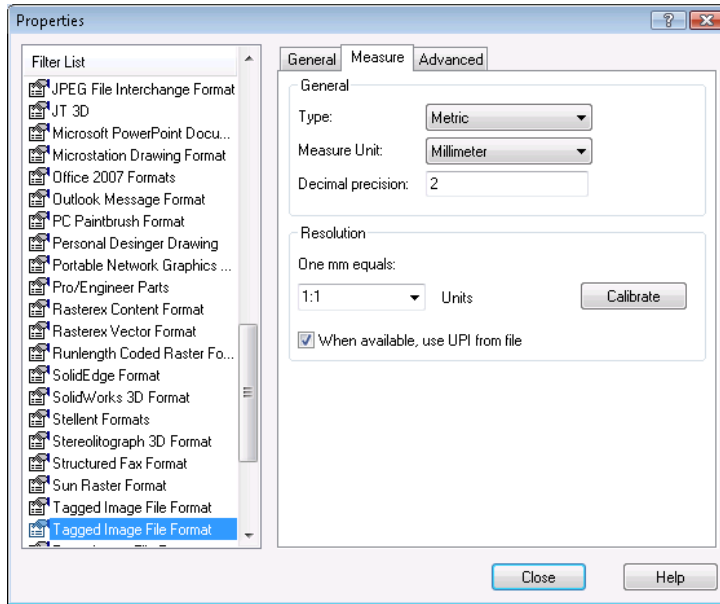 Properties
Filter List
JPEG File Interchange Format
JT 3D
Microsoft PowerPoint Docu...
Microstation Drawing Format
Office 2007 Formats
Outlook Message Format
PC Paintbrush Format
Personal Desinger Drawing
Portable Network Graphics ...
Pro/Engineer Parts
Rasterex Content Format
Rasterex Vector Format
Runlength Coded Raster Fo...
SolidEdge Format
SolidWorks 3D Format
Stellent Formats
Stereolitograph 3D Format
Structured Fax Format
Sun Raster Format
Tagged Image File Format
Tagged Image File Format
General Measure Advanced
General
Type: Metric
Measure Unit: Millimeter
Decimal precision: 2
Resolution
One mm equals:
1:1 Units Calibrate
When available, use UPI from file
Close Help